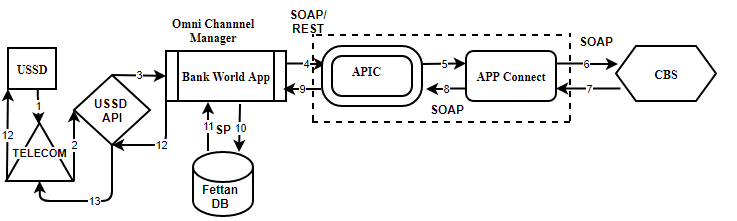 Omni Channnel
Manager
SOAP/
REST
USSD
3
Bank World App
4
APIC
5
APP Connect
SOAP
6
CBS
9
8
7
SOAP
1
USSD
API
12
TELECOM
2
12
11
SP
10
Fettan
DB
13